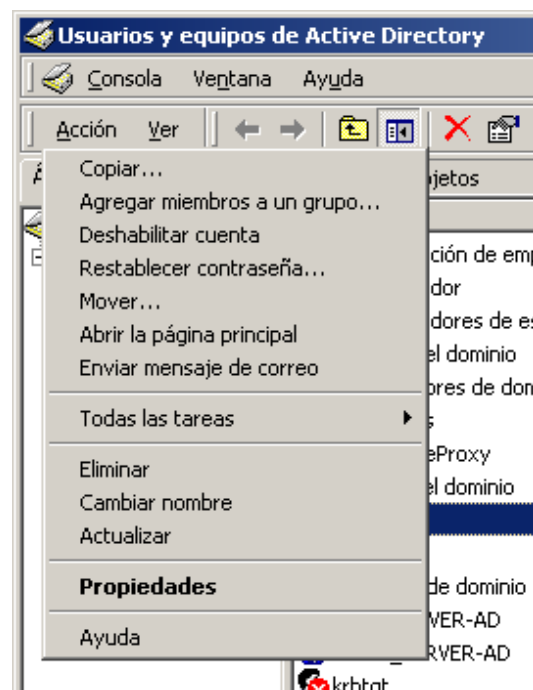 Usuarios y equipos de Active Directory
Consola Ventana Ayuda
Acción Ver
jetos
Copiar...
Agregar miembros a un grupo...
Deshabilitar cuenta
ción de emp
Restablecer contraseña...
dor
Mover...
dores de es
Abrir la página principal
el dominio
Enviar mensaje de correo
ores de dom
Todas las tareas
s
eProxy
Eliminar
el dominio
Cambiar nombre
Actualizar
Propiedades
de dominio
VER-AD
Ayuda
RVER-AD
krbtgt